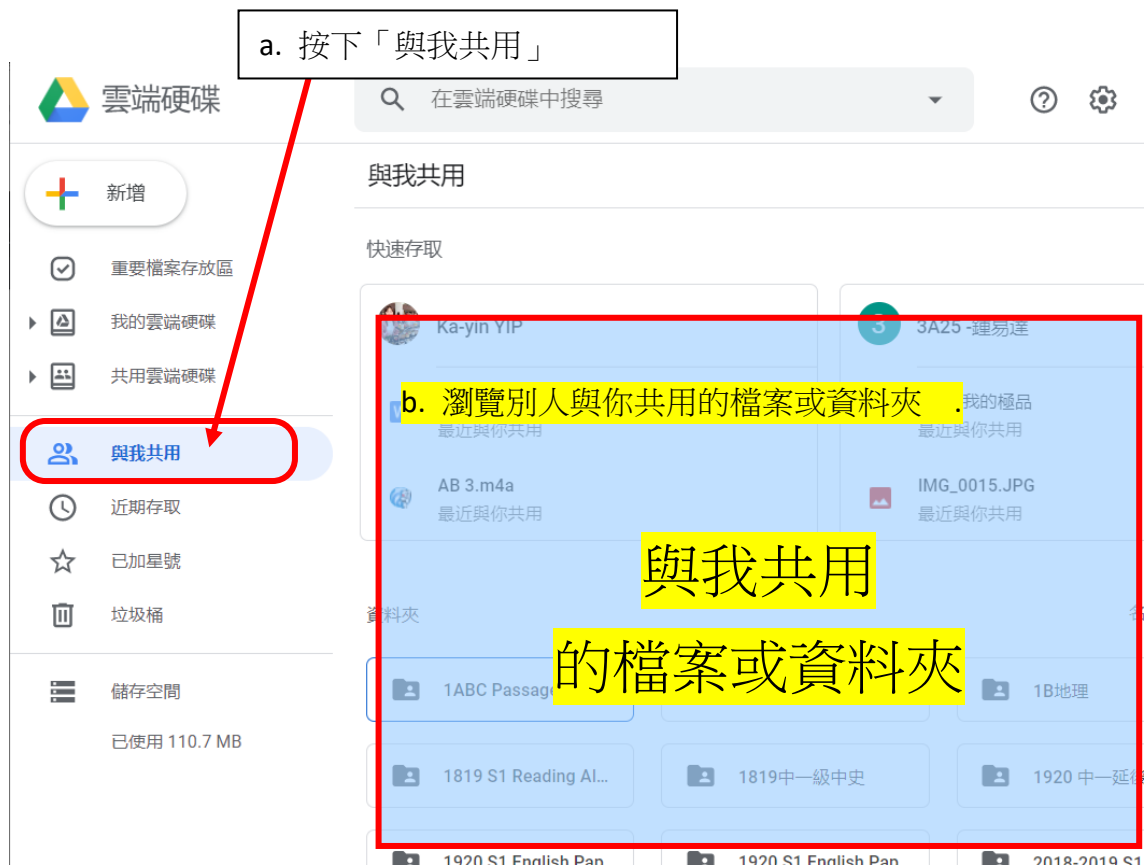 a. 按下「與我共用」
雲端硬碟
在雲端硬碟中搜尋
新增
重要檔案存放區
我的雲端硬碟
共用雲端硬碟
與我共用
近期存取
已加星號
垃圾桶
儲存空間
已使用 110.7 MB
與我共用
快速存取
Ka-yin YIP
3
3A25 -鍾易達
b. 瀏覽別人與你共用的檔案或資料夾 .
我的極品
最近與你共用
最近與你共用
AB 3.m4a
IMG_0015.JPG
最近與你共用
最近與你共用
與我共用
的檔案或資料夾
資料夾
名
1ABC Passag
1B地理
1819 S1 Reading Al...
1819中一級中史
1920 中一延
1920 S1 English Pap
1920 S1 English Pap
2018-2019 S1